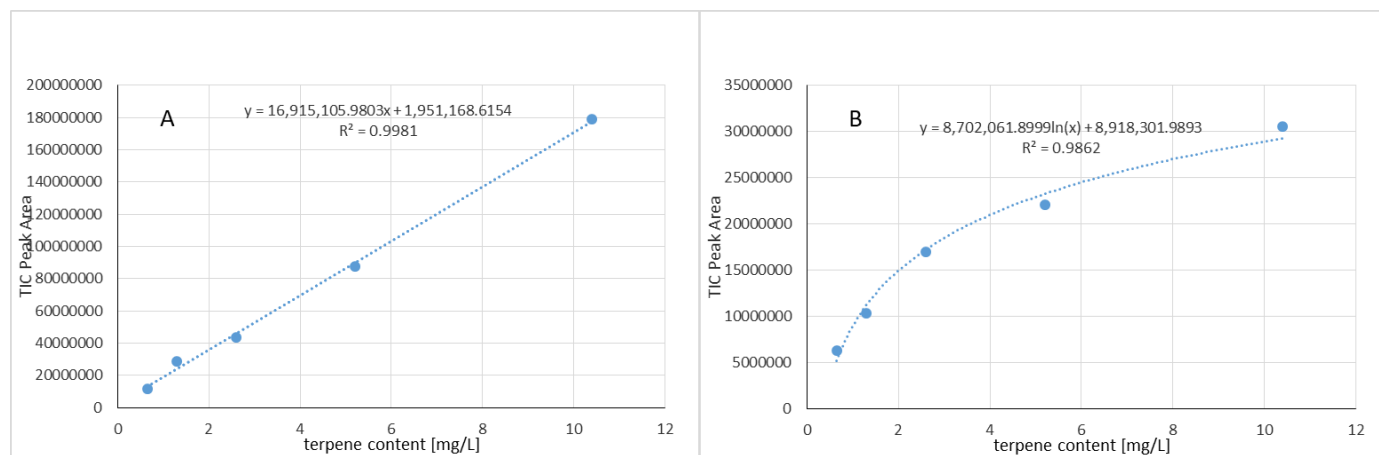 A
y = 16,915,105.9803x + 1,951,168.6154
R² = 0.9981
200000000
180000000
160000000
140000000
120000000
100000000
80000000
60000000
40000000
20000000
0
TIC Peak Area
0 2 4 6 8 10 12
terpene content [mg/L]
B
y = 8,702,061.8999ln(x) + 8,918,301.9893
R² = 0.9862
35000000
30000000
25000000
20000000
15000000
10000000
5000000
0
TIC Peak Area
0 2 4 6 8 10 12
terpene content [mg/L]